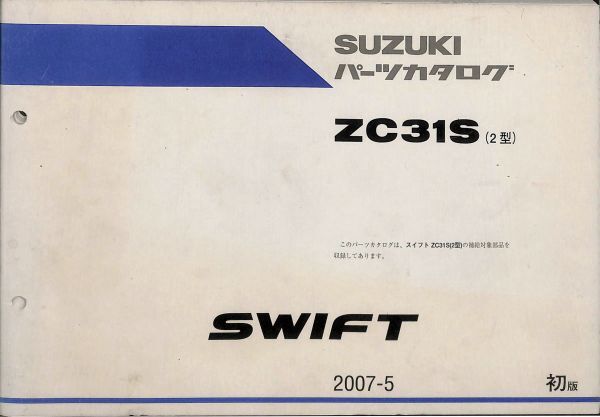 SUZUKI
パーツカタログ
ZC31S(2型)
このパーツカタログは、スイフト ZC31S(2型)の補給対象部品を
収録してあります。
SWIFT
2007-5 初版